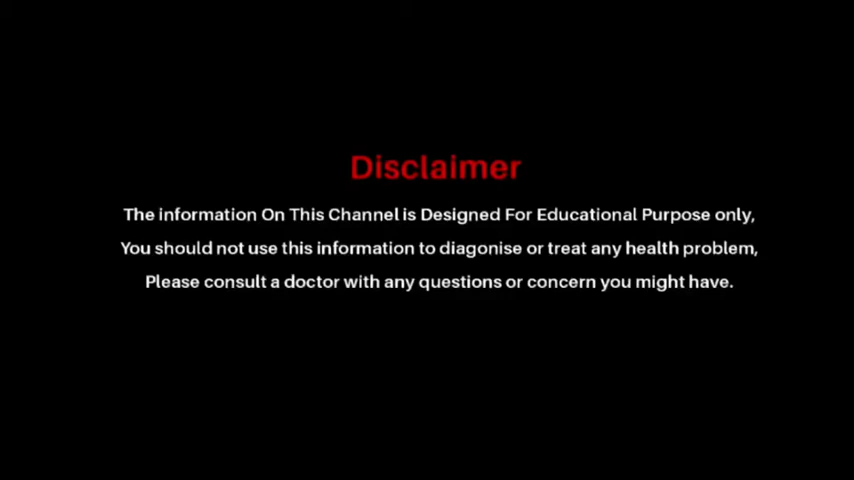 Disclaimer
The information On This Channel is Designed For Educational Purpose only,
You should not use this information to diagonise or treat any health problem,
Please consult a doctor with any questions or concern you might have.